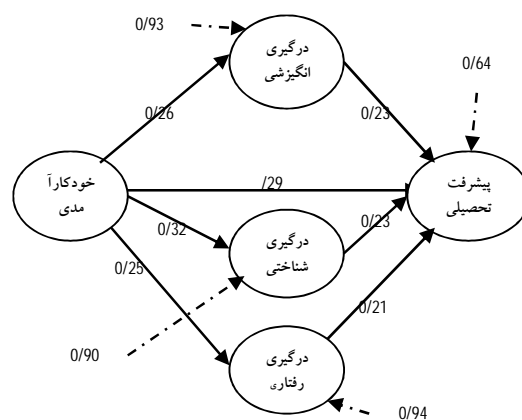 0/93
درگیری
انگیزشی
0/64
0/26
0/23
خودکارآ
مدی
/29
پیشرفت
تحصیلی
0/32
درگیری
شناختی
0/23
0/25
0/21
0/90
درگیری
رفتاری
0/94